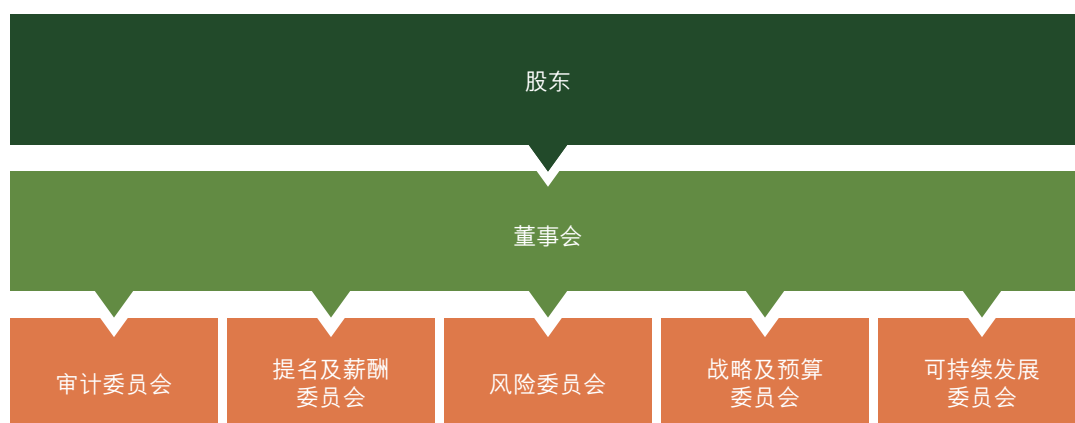 股东
董事会
审计委员会
提名及薪酬
委员会
风险委员会
战略及预算
委员会
可持续发展
委员会